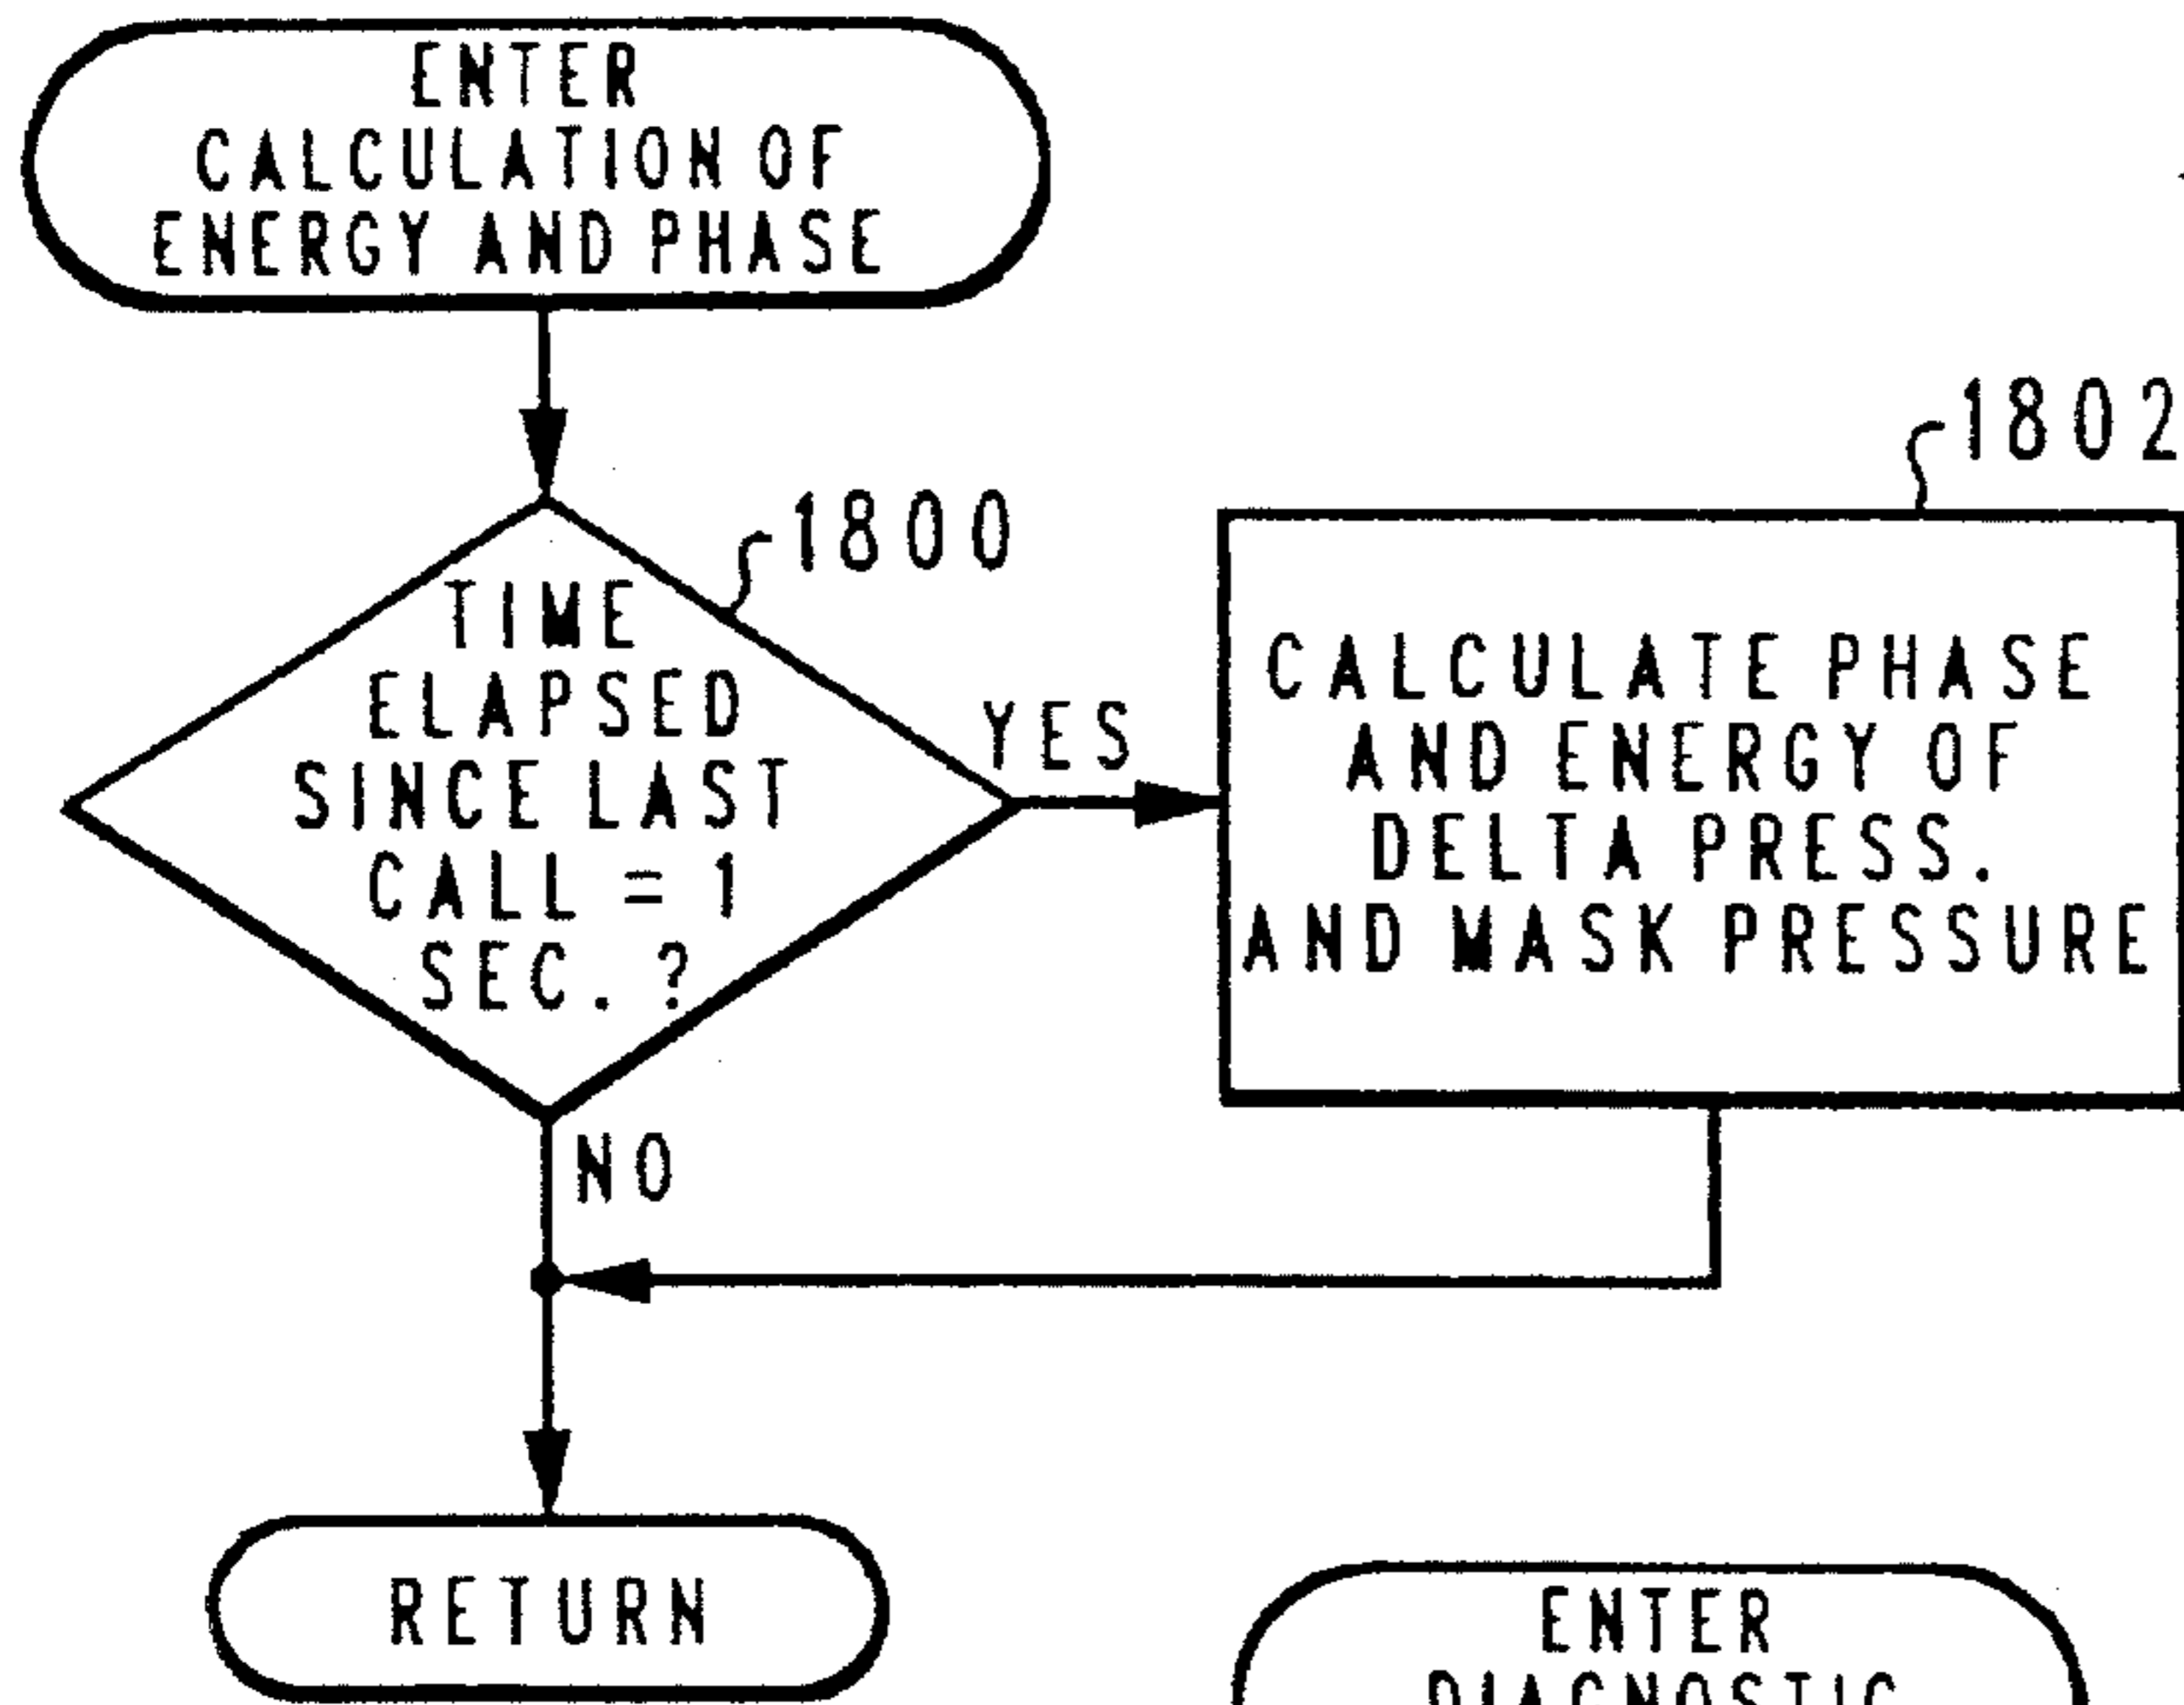 ENTER
CALCULATION OF
ENERGY AND PHASE
1800
TIME
ELAPSED
SINCE LAST
CALL = 1
SEC. ?
YES
NO
1802
CALCULATE PHASE
AND ENERGY OF
DELTA PRESS.
AND MASK PRESSURE
RETURN
ENTER
DIAGNOSTIC